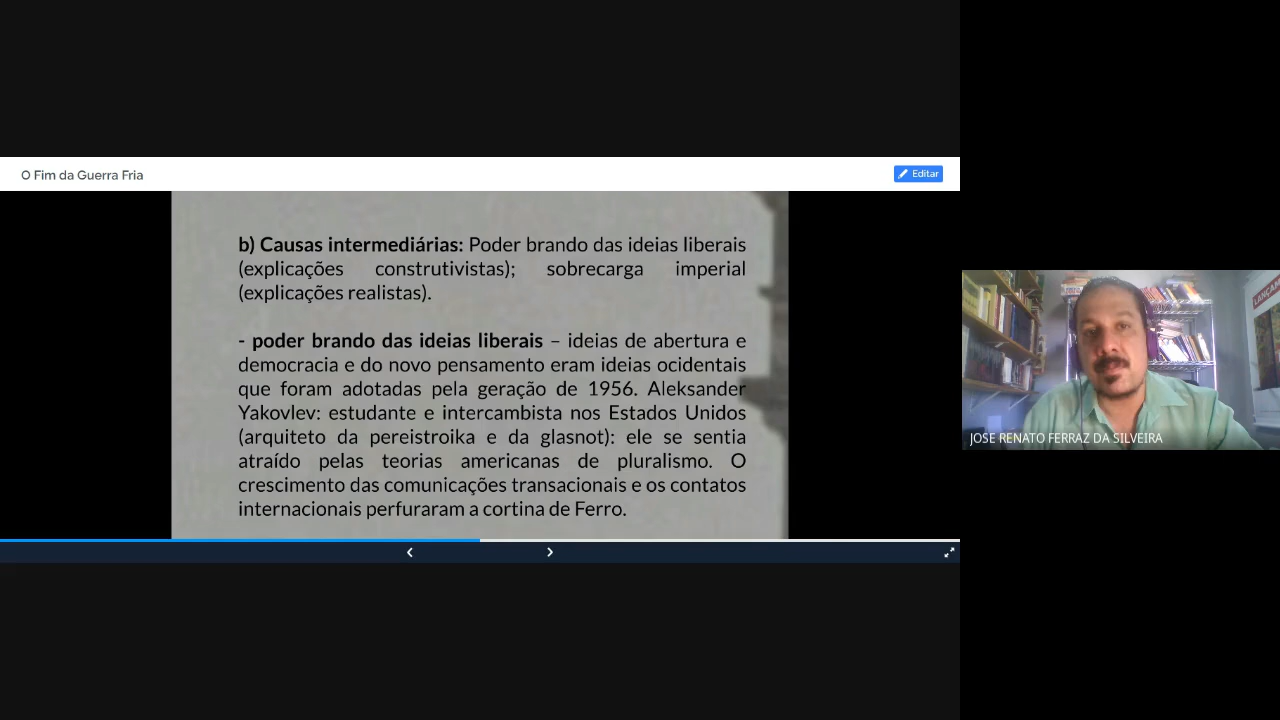 O Fim da Guerra Fria
Editar
b) Causas intermediárias: Poder brando das ideias liberais
(explicações construtivistas); sobrecarga imperial
(explicações realistas).
- poder brando das ideias liberais – ideias de abertura e
democracia e do novo pensamento eram ideias ocidentais
que foram adotadas pela geração de 1956. Aleksander
Yakovlev: estudante e intercambista nos Estados Unidos
(arquiteto da pereistroika e da glasnot): ele se sentia
atraído pelas teorias americanas de pluralismo. O
crescimento das comunicações transacionais e os contatos
internacionais perfuraram a cortina de Ferro.
LANÇAM
JOSE RENATO FERRAZ DA SILVEIRA